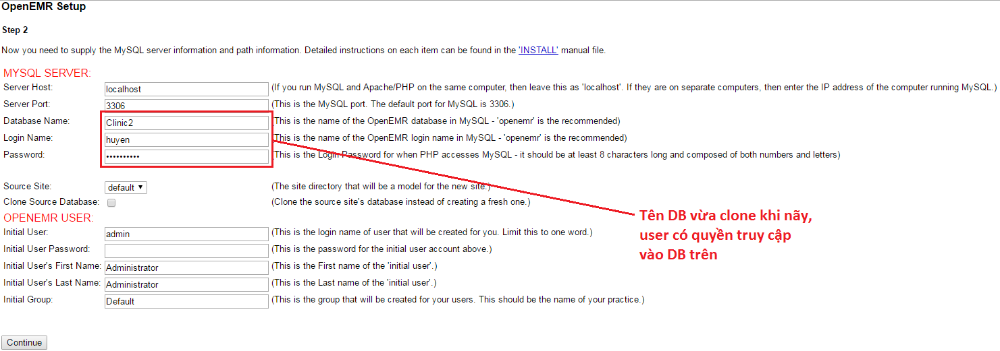 OpenEMR Setup
Step 2
Now you need to supply the MySQL server information and path information. Detailed instructions on each item can be found in the 'INSTALL' manual file.
MYSQL SERVER:
Server Host: localhost (If you run MySQL and Apache/PHP on the same computer, then leave this as 'localhost'. If they are on separate computers, then enter the IP address of the computer running MySQL.)
Server Port: 3306 (This is the MySQL port. The default port for MySQL is 3306.)
Database Name: Clinic2 (This is the name of the OpenEMR database in MySQL - 'openemr' is the recommended)
Login Name: huyen (This is the name of the OpenEMR login name in MySQL - 'openemr' is the recommended)
Password: •••••••••• (This is the Login Password for when PHP accesses MySQL - it should be at least 8 characters long and composed of both numbers and letters)
Source Site: default (The site directory that will be a model for the new site.)
Clone Source Database: (Clone the source site's database instead of creating a fresh one.)
OPENEMR USER:
Initial User: admin (This is the login name of user that will be created for you. Limit this to one word.)
Initial User Password: (This is the password for the initial user account above.)
Initial User's First Name: Administrator (This is the First name of the 'initial user'.)
Initial User's Last Name: Administrator (This is the Last name of the 'initial user'.)
Initial Group: Default (This is the group that will be created for your users. This should be the name of your practice.)
Tên DB vừa clone khi nãy,
user có quyền truy cập
vào DB trên
Continue